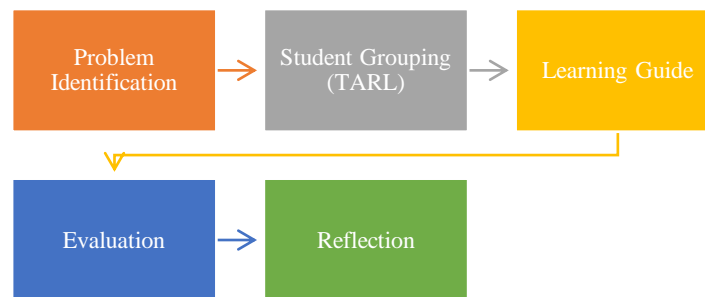 Problem
Identification
Student Grouping
(TARL)
Learning Guide
Evaluation
Reflection